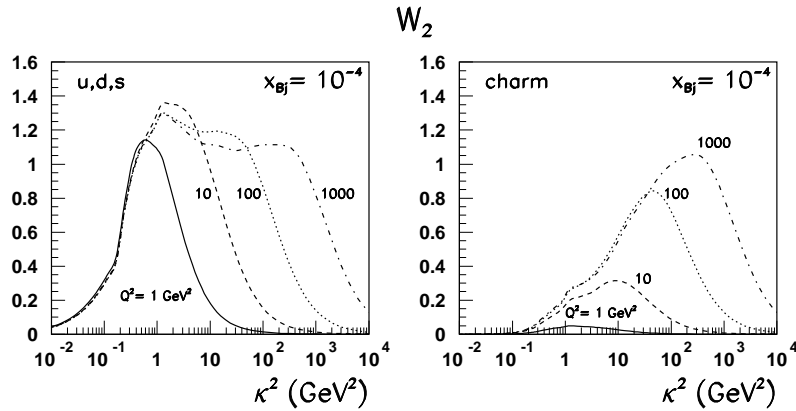 W₂
u,d,s
x_Bj = 10⁻⁴
1.6
1.4
1.2
1
0.8
0.6
0.4
0.2
0
10
100
1000
Q²= 1 GeV²
10⁻² 10⁻¹ 1 10 10² 10³ 10⁴
κ² (GeV²)
charm
x_Bj = 10⁻⁴
1.6
1.4
1.2
1
0.8
0.6
0.4
0.2
0
1000
100
10
Q²= 1 GeV²
10⁻² 10⁻¹ 1 10 10² 10³ 10⁴
κ² (GeV²)